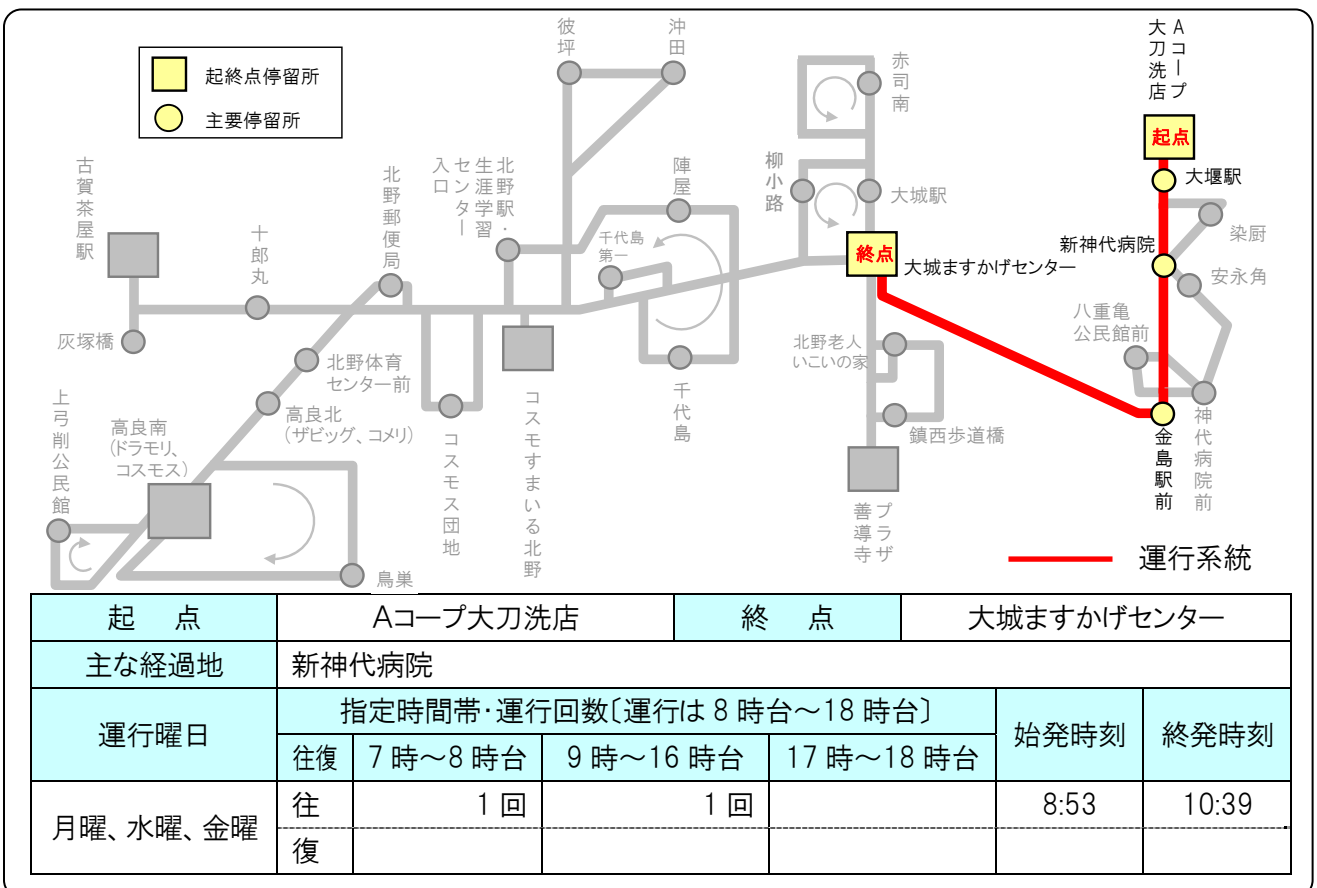 起終点停留所
主要停留所
彼坪
沖田
赤司南
Aコープ
大刀洗店
起点
大堰駅
染厨
新神代病院
安永角
八重亀
公民館前
神代病院前
金島駅前
柳小路
大城駅
終点
大城ますかげセンター
陣屋
千代島
第一
北野駅・
生涯学習
センター
入口
北野郵便局
古賀茶屋駅
十郎丸
灰塚橋
北野体育
センター前
高良北
(ザビッグ、コメリ)
高良南
(ドラモリ、
コスモス)
上弓削公民館
鳥巣
コスモス団地
コスモすまいる北野
千代島
北野老人
いこいの家
鎮西歩道橋
プラザ
善導寺
運行系統
起 点 Aコープ大刀洗店 終 点 大城ますかげセンター
主な経過地 新神代病院
運行曜日 指定時間帯・運行回数〔運行は 8 時台～18 時台〕 始発時刻 終発時刻
往復 7 時～8 時台 9 時～16 時台 17 時～18 時台
月曜、水曜、金曜 往 1 回 1 回 8:53 10:39
復